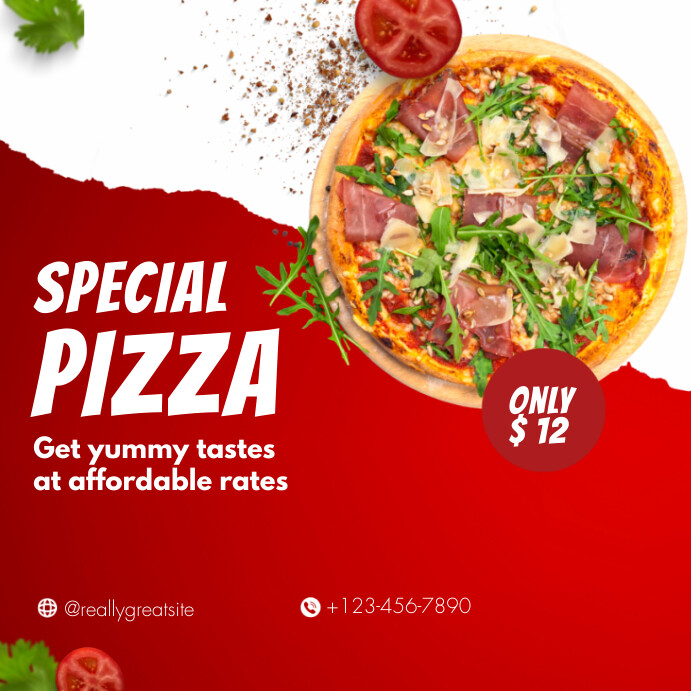 SPECIAL
PIZZA
Get yummy tastes
at affordable rates
ONLY
$ 12
@reallygreatsite
+123-456-7890